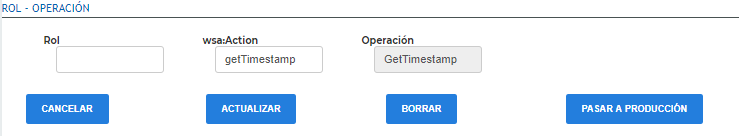 ROL - OPERACIÓN
Rol wsa:Action Operación
getTimestamp GetTimestamp
CANCELAR ACTUALIZAR BORRAR PASAR A PRODUCCIÓN